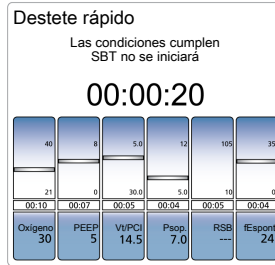 Destete rápido
Las condiciones cumplen
SBT no se iniciará
00:00:20
40 8 5.0 12 105 35
21 0 30.0 5.0 10 0
00:10 00:07 00:05 00:04 00:05 00:04
Oxígeno PEEP Vt/PCI Psop. RSB fEspont
30 5 14.5 7.0 --- 24